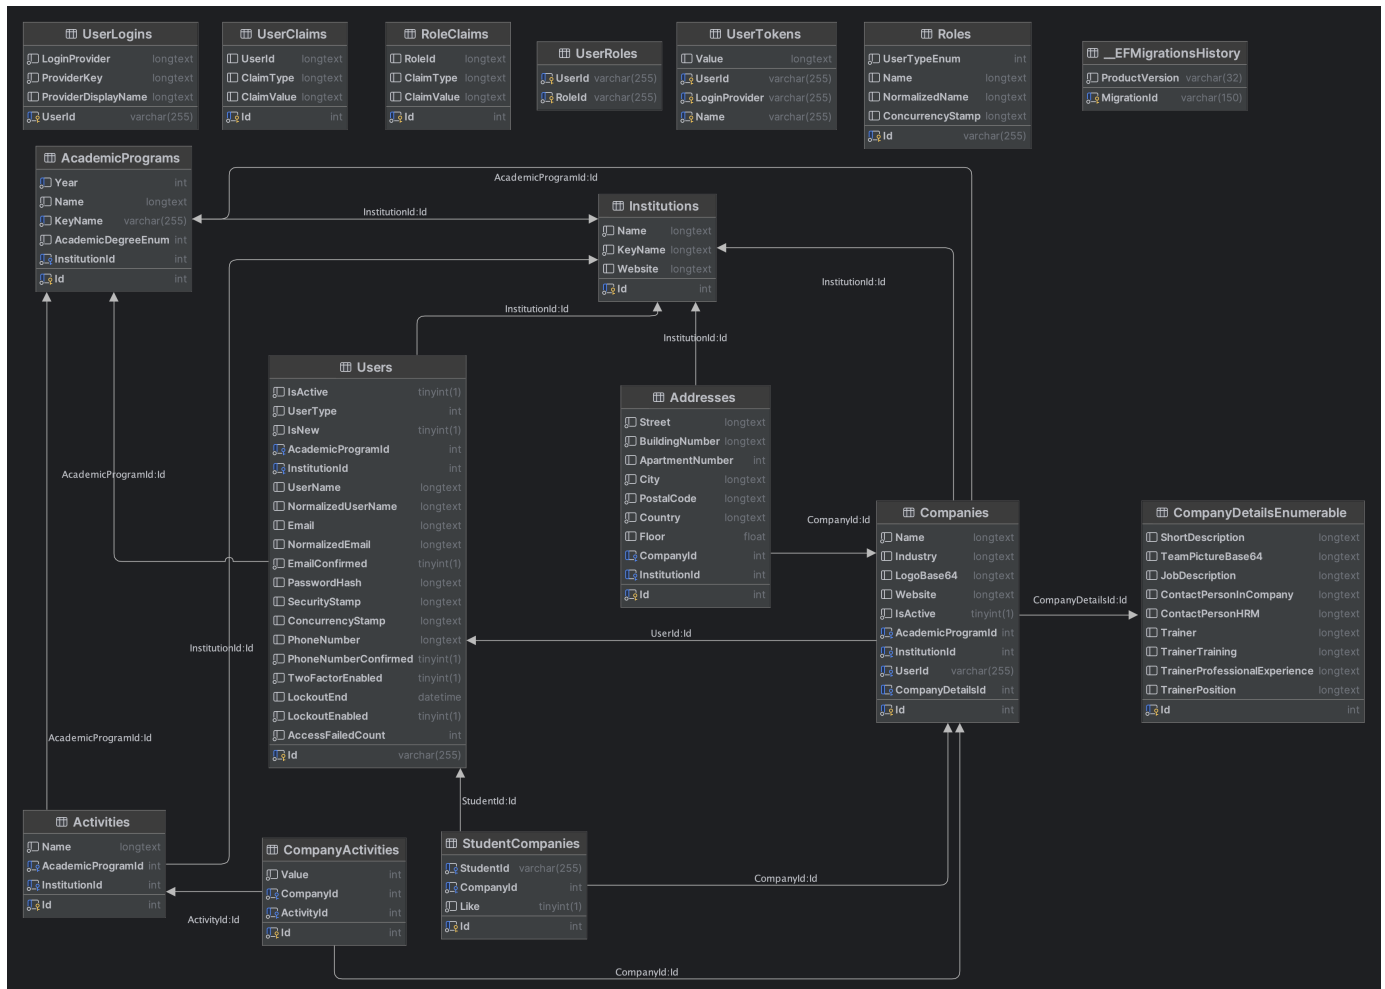 UserLogins
LoginProvider longtext
ProviderKey longtext
ProviderDisplayName longtext
UserId varchar(255)
UserClaims
UserId longtext
ClaimType longtext
ClaimValue longtext
Id int
RoleClaims
RoleId longtext
ClaimType longtext
ClaimValue longtext
Id int
UserRoles
UserId varchar(255)
RoleId varchar(255)
UserTokens
Value longtext
UserId varchar(255)
LoginProvider varchar(255)
Name varchar(255)
Roles
UserTypeEnum int
Name longtext
NormalizedName longtext
ConcurrencyStamp longtext
Id varchar(255)
__EFMigrationsHistory
ProductVersion varchar(32)
MigrationId varchar(150)
AcademicPrograms
Year int
Name longtext
KeyName varchar(255)
AcademicDegreeEnum int
InstitutionId int
Id int
AcademicProgramId:Id
InstitutionId:Id
Institutions
Name longtext
KeyName longtext
Website longtext
Id int
InstitutionId:Id
InstitutionId:Id
InstitutionId:Id
Users
IsActive tinyint(1)
UserType int
IsNew tinyint(1)
AcademicProgramId int
InstitutionId int
UserName longtext
NormalizedUserName longtext
Email longtext
NormalizedEmail longtext
EmailConfirmed tinyint(1)
PasswordHash longtext
SecurityStamp longtext
ConcurrencyStamp longtext
PhoneNumber longtext
PhoneNumberConfirmed tinyint(1)
TwoFactorEnabled tinyint(1)
LockoutEnd datetime
LockoutEnabled tinyint(1)
AccessFailedCount int
Id varchar(255)
Addresses
Street longtext
BuildingNumber longtext
ApartmentNumber int
City longtext
PostalCode longtext
Country longtext
Floor float
CompanyId int
InstitutionId int
Id int
CompanyId:Id
Companies
Name longtext
Industry longtext
LogoBase64 longtext
Website longtext
IsActive tinyint(1)
AcademicProgramId int
InstitutionId int
UserId varchar(255)
CompanyDetailsId int
Id int
CompanyDetailsId:Id
CompanyDetailsEnumerable
ShortDescription longtext
TeamPictureBase64 longtext
JobDescription longtext
ContactPersonInCompany longtext
ContactPersonHRM longtext
Trainer longtext
TrainerTraining longtext
TrainerProfessionalExperience longtext
TrainerPosition longtext
Id int
AcademicProgramId:Id
UserId:Id
InstitutionId:Id
AcademicProgramId:Id
StudentId:Id
Activities
Name longtext
AcademicProgramId int
InstitutionId int
Id int
ActivityId:Id
CompanyActivities
Value int
CompanyId int
ActivityId int
Id int
StudentCompanies
StudentId varchar(255)
CompanyId int
Like tinyint(1)
Id int
CompanyId:Id
CompanyId:Id